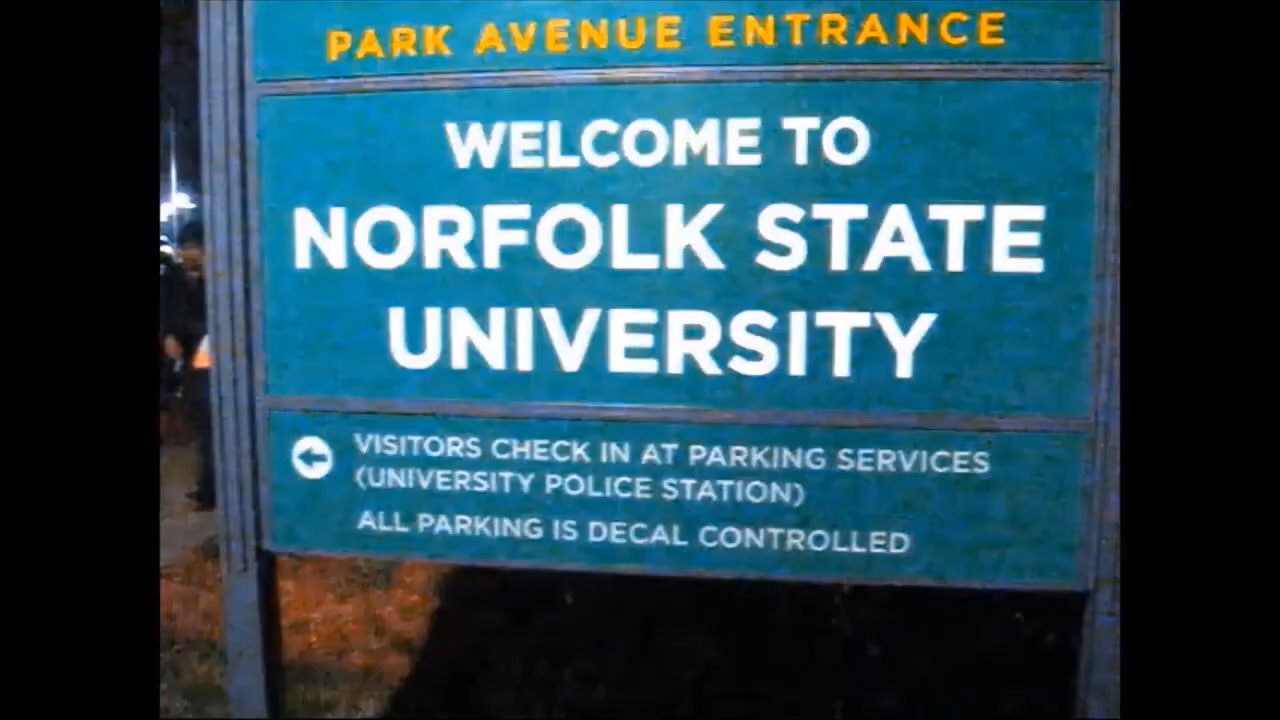 PARK AVENUE ENTRANCE
WELCOME TO
NORFOLK STATE
UNIVERSITY
VISITORS CHECK IN AT PARKING SERVICES
(UNIVERSITY POLICE STATION)
ALL PARKING IS DECAL CONTROLLED